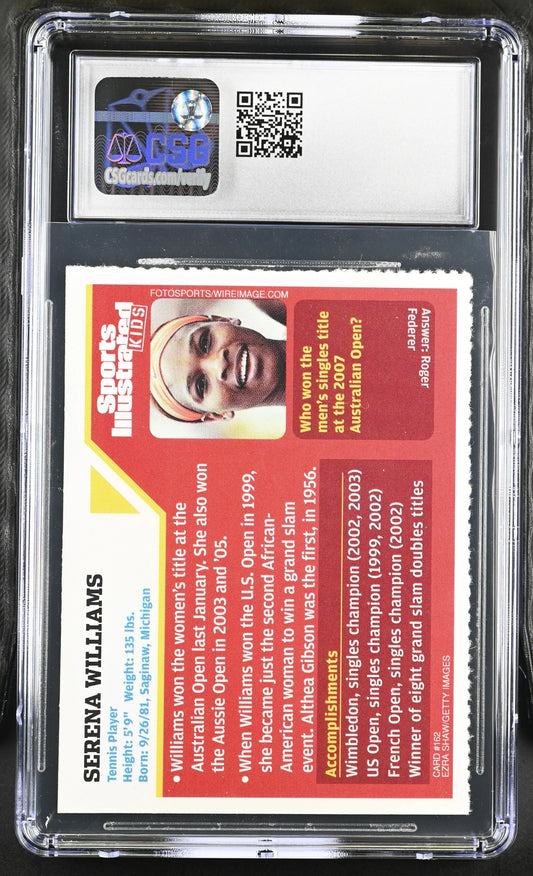 CSG
CSGcards.com/verify
SERENA WILLIAMS
Tennis Player
Height: 5'9" Weight: 135 lbs.
Born: 9/26/81, Saginaw, Michigan
Sports
Illustrated
KIDS
• Williams won the women's title at the
Australian Open last January. She also won
the Aussie Open in 2003 and '05.
• When Williams won the U.S. Open in 1999,
she became just the second African-
American woman to win a grand slam
event. Althea Gibson was the first, in 1956.
Accomplishments
Wimbledon, singles champion (2002, 2003)
US Open, singles champion (1999, 2002)
French Open, singles champion (2002)
Winner of eight grand slam doubles titles
FOTOSPORTS/WIREIMAGE.COM
Who won the
men's singles title
at the 2007
Australian Open?
Answer: Roger
Federer
CARD #162
EZRA SHAW/GETTY IMAGES